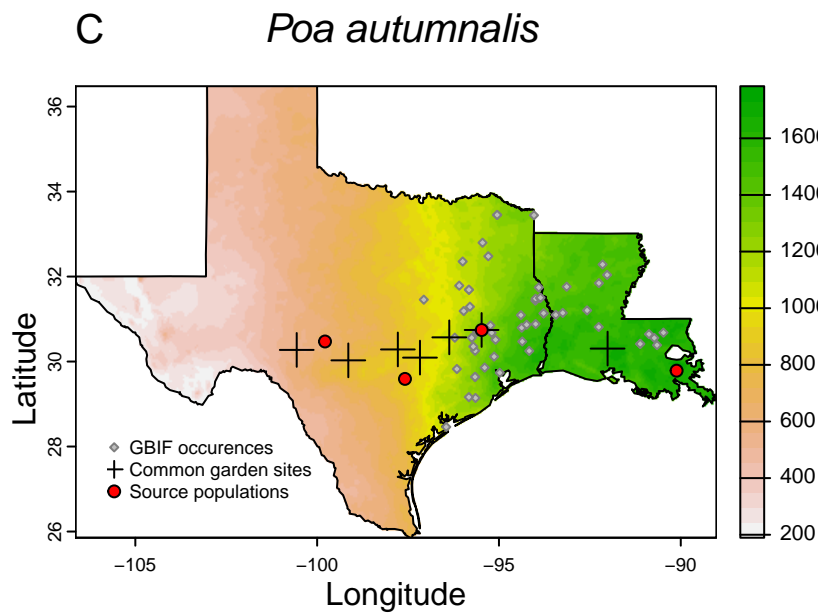 C Poa autumnalis
Latitude
36
34
32
30
28
26
GBIF occurences
Common garden sites
Source populations
−105 −100 −95 −90
Longitude
1600
1400
1200
1000
800
600
400
200